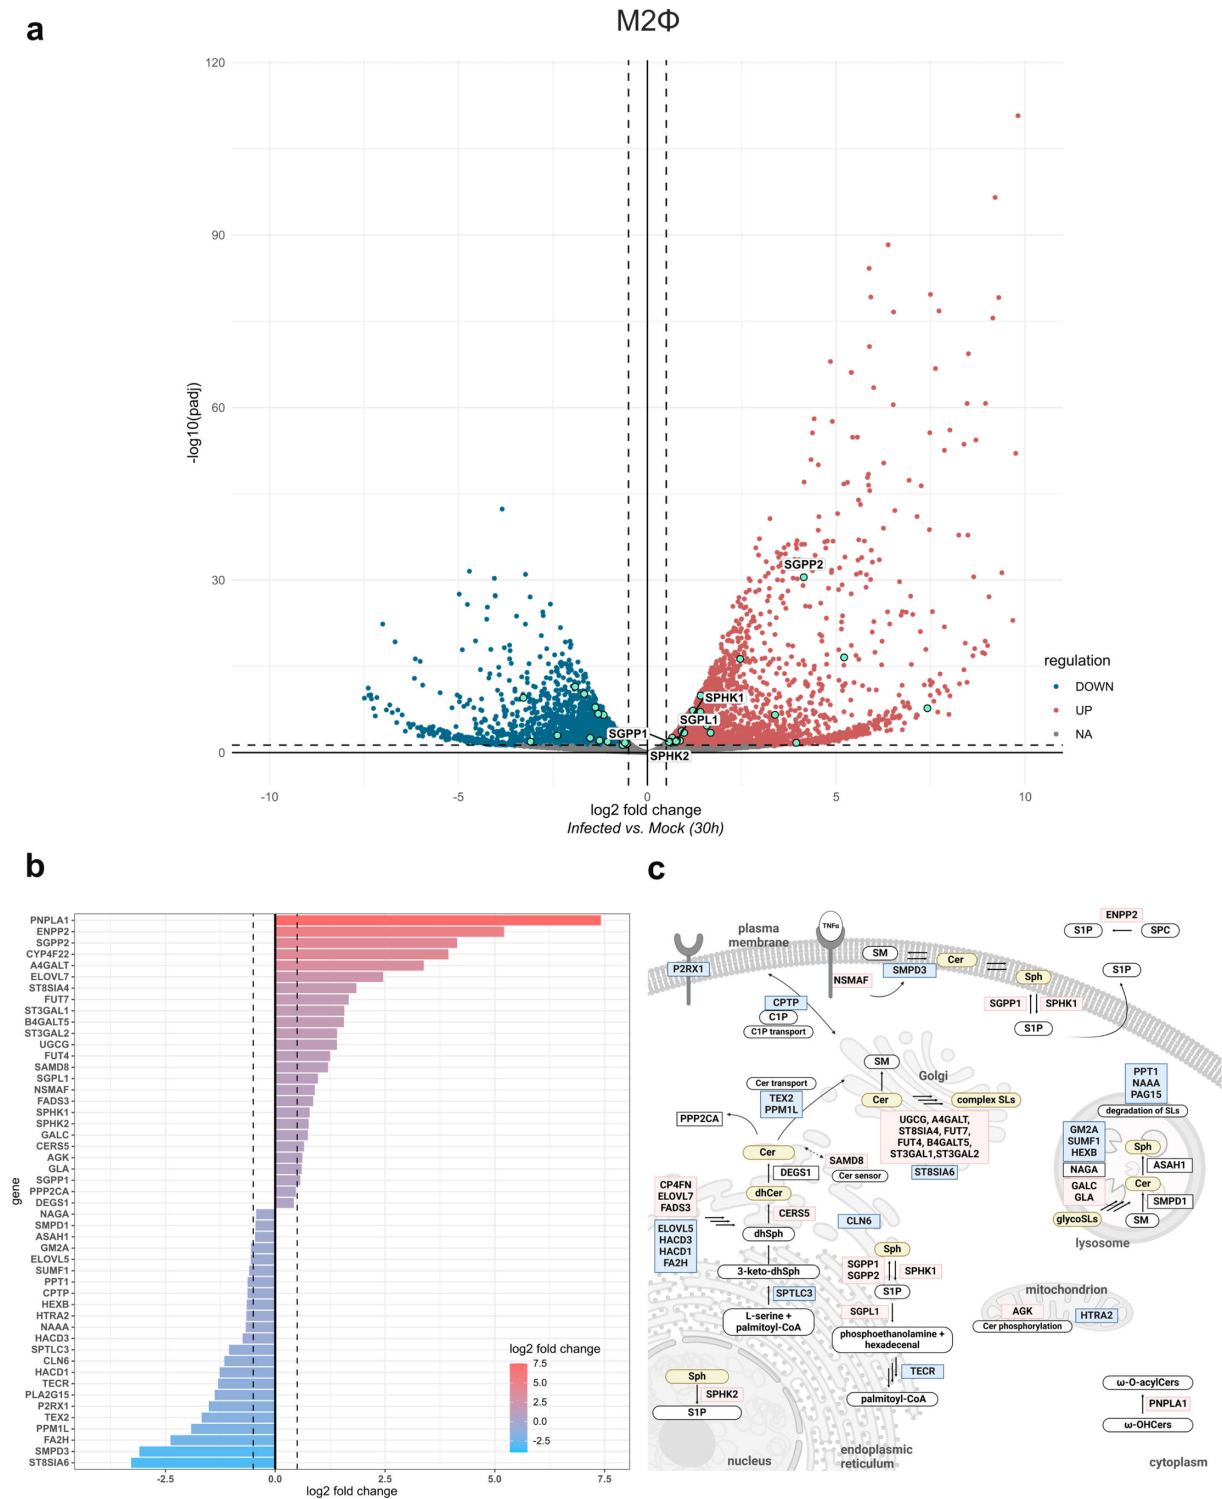 a
M2Φ
120
90
60
30
0
-log10(padj)
SGPP2
SPHK1
SGPL1
SGPP1
SPHK2
regulation
DOWN
UP
NA
-10
-5
0
5
10
log2 fold change
Infected vs. Mock (30h)
b
gene
PNPLA1
ENPP2
SGPP2
CYP4F22
A4GALT
ELOVL7
ST8SIA4
FUT7
ST3GAL1
B4GALT5
ST3GAL2
UGCG
FUT4
SAMD8
SGPL1
NSMAF
FADS3
SPHK1
SPHK2
GALC
CERS5
AGK
GLA
SGPP1
PPP2CA
DEGS1
NAGA
SMPD1
ASAH1
GM2A
ELOVL5
SUMF1
PPT1
CPTP
HEXB
HTRA2
NAAA
HACD3
SPTLC3
CLN6
HACD1
TECR
PLA2G15
P2RX1
TEX2
PPM1L
FA2H
SMPD3
ST8SIA6
log2 fold change
7.5
5.0
2.5
0.0
-2.5
-2.5
0.0
2.5
5.0
7.5
log2 fold change
c
plasma
membrane
TNFα
P2RX1
NSMAF
SM
SMPD3
Cer
Sph
SGPP1
SPHK1
S1P
S1P
ENPP2
S1P
SPC
CPTP
C1P
C1P transport
Cer transport
TEX2
PPM1L
PPP2CA
SM
Golgi
Cer
complex SLs
UGCG, A4GALT,
ST8SIA4, FUT7,
FUT4, B4GALT5,
ST3GAL1,ST3GAL2
ST8SIA6
Cer
SAMD8
Cer sensor
DEGS1
dhCer
CERS5
dhSph
CP4FN
ELOVL7
FADS3
ELOVL5
HACD3
HACD1
FA2H
3-keto-dhSph
SPTLC3
L-serine +
palmitoyl-CoA
CLN6
Sph
SGPP1
SGPP2
SPHK1
S1P
SGPL1
phosphoethanolamine +
hexadecenal
TECR
palmitoyl-CoA
PPT1
NAAA
PAG15
degradation of SLs
GM2A
SUMF1
HEXB
NAGA
GALC
GLA
glycoSLs
Sph
ASAH1
Cer
SMPD1
SM
lysosome
mitochondrion
AGK
Cer phosphorylation
HTRA2
Sph
SPHK2
S1P
nucleus
endoplasmic
reticulum
ω-O-acylCers
PNPLA1
ω-OHCers
cytoplasm